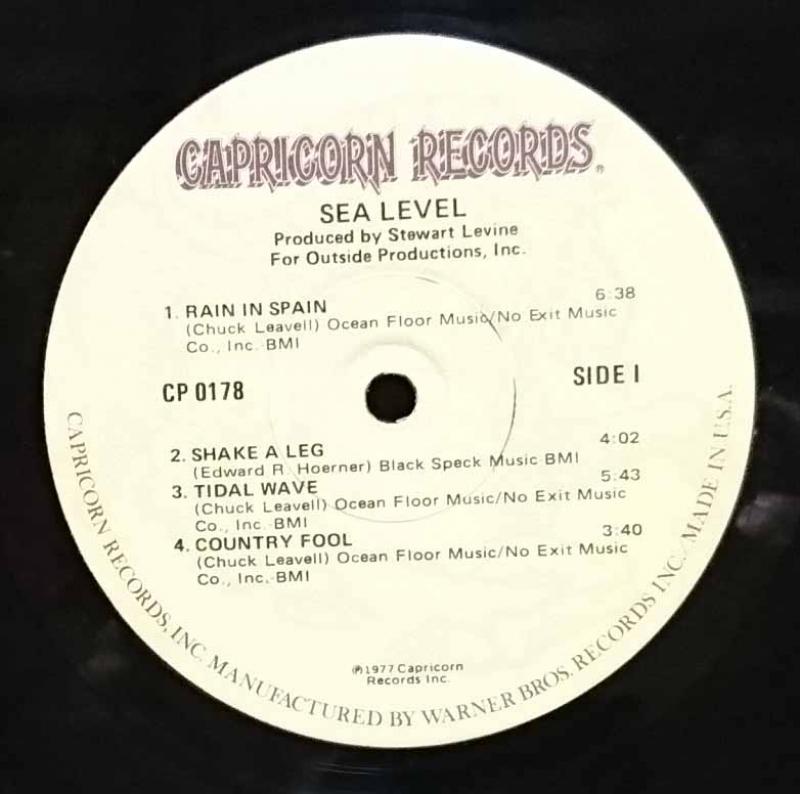 CAPRICORN RECORDS®
SEA LEVEL
Produced by Stewart Levine
For Outside Productions, Inc.
1. RAIN IN SPAIN 6:38
(Chuck Leavell) Ocean Floor Music/No Exit Music
Co., Inc.-BMI
CP 0178 SIDE I
2. SHAKE A LEG 4:02
(Edward R. Hoerner) Black Speck Music-BMI
3. TIDAL WAVE 5:43
(Chuck Leavell) Ocean Floor Music/No Exit Music
Co., Inc.-BMI
4. COUNTRY FOOL 3:40
(Chuck Leavell) Ocean Floor Music/No Exit Music
Co., Inc.-BMI
℗1977 Capricorn
Records Inc.
CAPRICORN RECORDS, INC. MANUFACTURED BY WARNER BROS. RECORDS INC./MADE IN U.S.A.